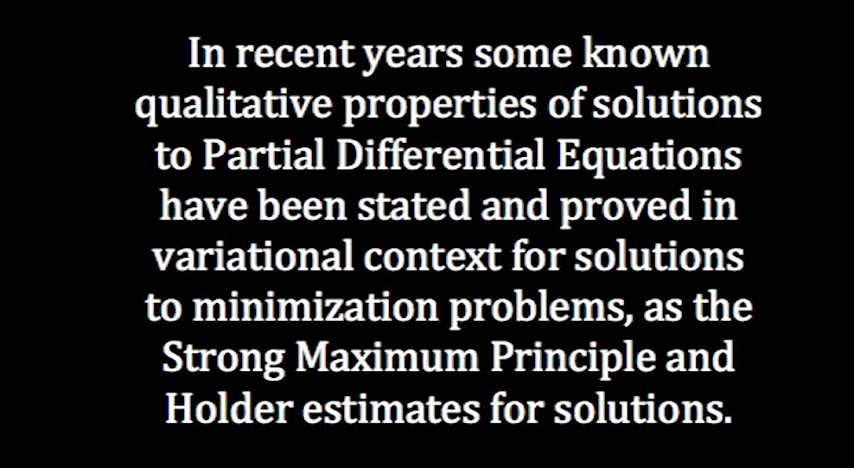 In recent years some known
qualitative properties of solutions
to Partial Differential Equations
have been stated and proved in
variational context for solutions
to minimization problems, as the
Strong Maximum Principle and
Holder estimates for solutions.